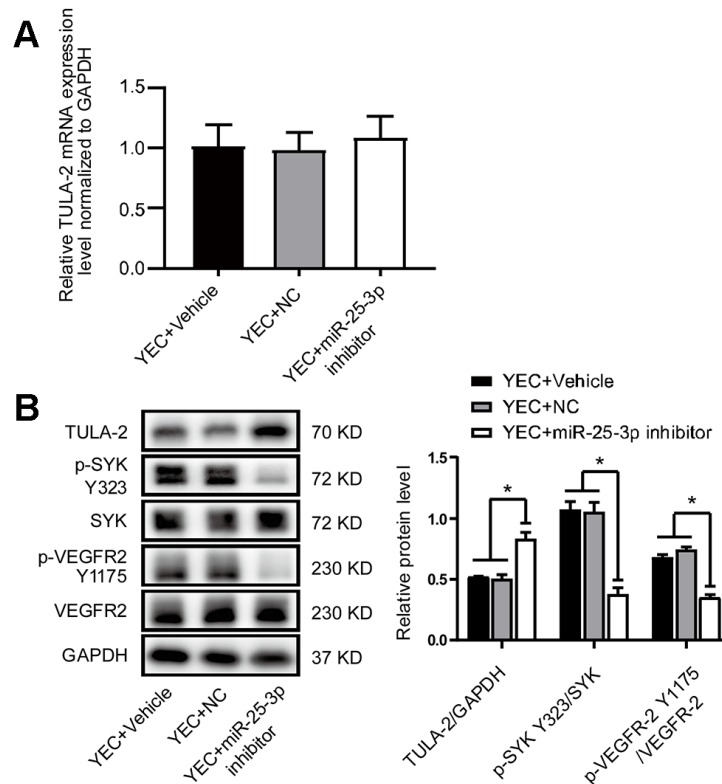 A
Relative TULA-2 mRNA expression
level normalized to GAPDH
1.5
1.0
0.5
0.0
YEC+Vehicle
YEC+NC
YEC+miR-25-3p
inhibitor
B
TULA-2
70 KD
p-SYK
Y323
72 KD
SYK
72 KD
p-VEGFR2
Y1175
230 KD
VEGFR2
230 KD
GAPDH
37 KD
YEC+Vehicle
YEC+NC
YEC+miR-25-3p
inhibitor
YEC+Vehicle
YEC+NC
YEC+miR-25-3p inhibitor
Relative protein level
1.5
1.0
0.5
0.0
*
*
*
TULA-2/GAPDH
p-SYK Y323/SYK
p-VEGFR-2 Y1175
/VEGFR-2